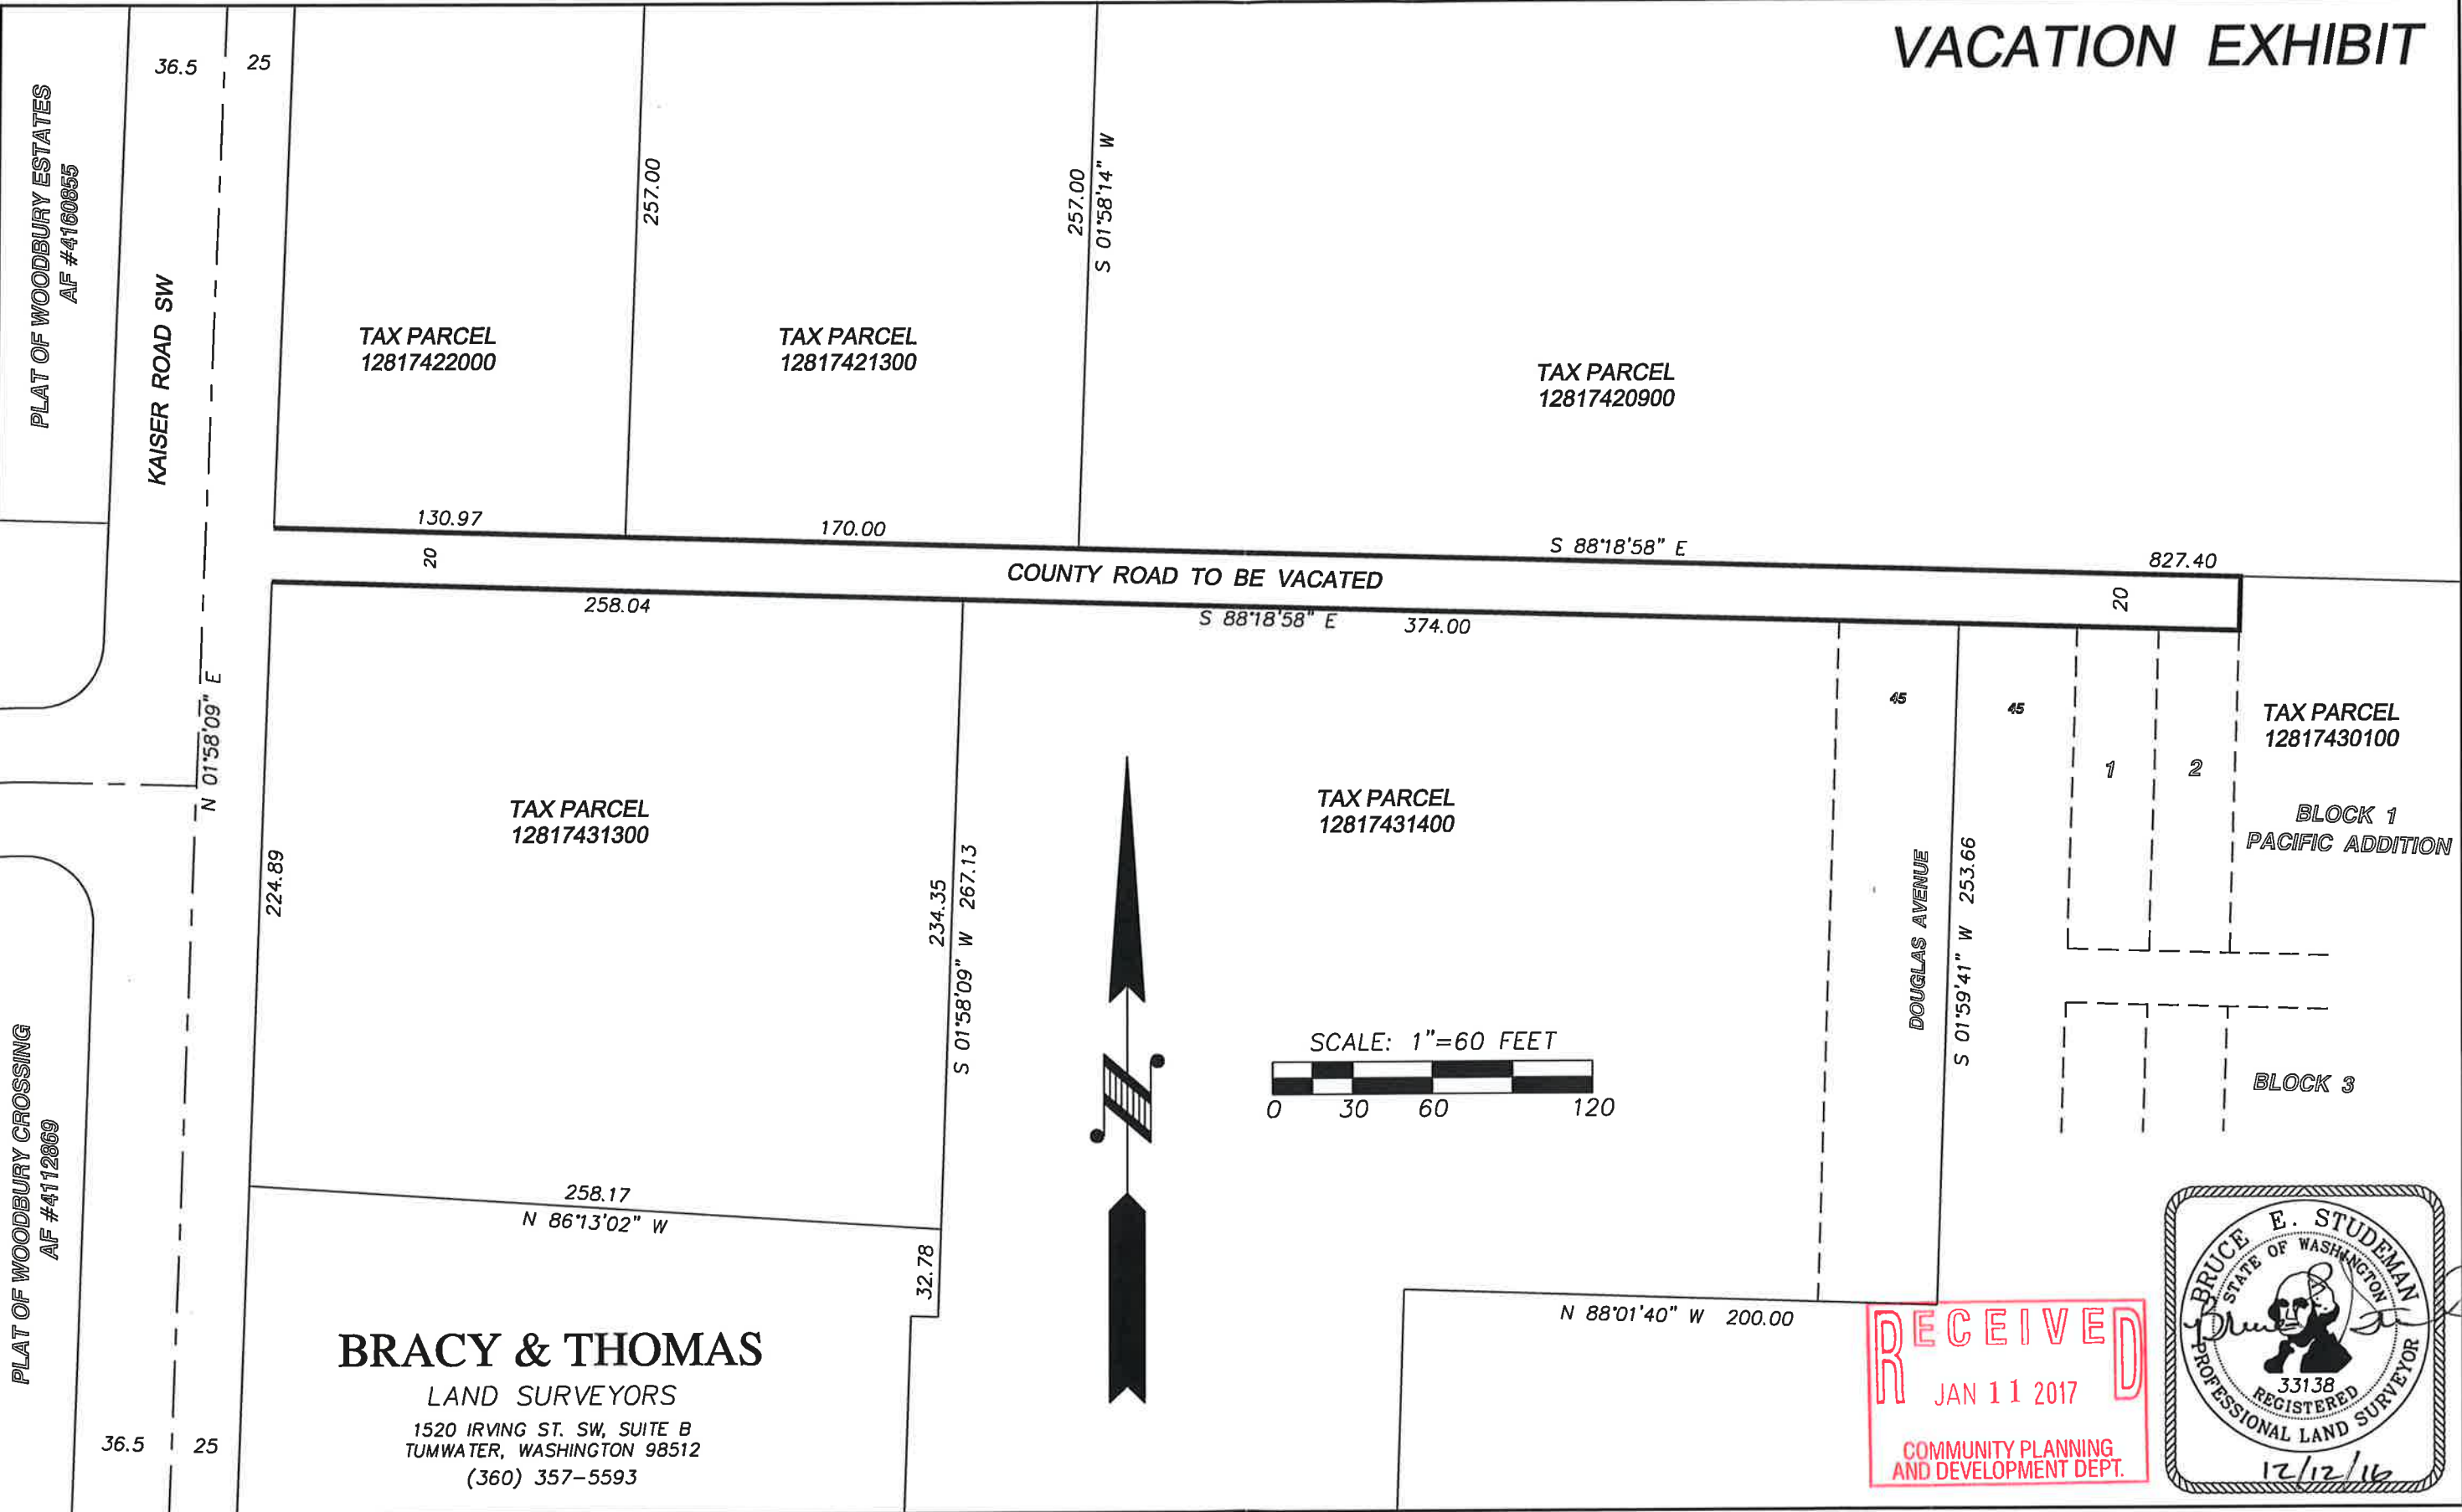 VACATION EXHIBIT
36.5
25
PLAT OF WOODBURY ESTATES
AF #4160855
KAISER ROAD SW
257.00
257.00
S 01°58'14" W
TAX PARCEL
12817422000
TAX PARCEL
12817421300
TAX PARCEL
12817420900
130.97
170.00
S 88°18'58" E
827.40
20
COUNTY ROAD TO BE VACATED
20
258.04
S 88°18'58" E
374.00
N 01°58'09" E
45
45
TAX PARCEL
12817430100
1
2
BLOCK 1
PACIFIC ADDITION
TAX PARCEL
12817431300
TAX PARCEL
12817431400
224.89
234.35
S 01°58'09" W 267.13
DOUGLAS AVENUE
S 01°59'41" W 253.66
SCALE: 1"=60 FEET
0 30 60 120
BLOCK 3
PLAT OF WOODBURY CROSSING
AF #4112869
258.17
N 86°13'02" W
32.78
N 88°01'40" W 200.00
BRACY & THOMAS
LAND SURVEYORS
1520 IRVING ST. SW, SUITE B
TUMWATER, WASHINGTON 98512
(360) 357-5593
36.5
25
RECEIVED
JAN 11 2017
COMMUNITY PLANNING
AND DEVELOPMENT DEPT.
BRUCE E. STUDEMAN
STATE OF WASHINGTON
33138
REGISTERED
PROFESSIONAL LAND SURVEYOR
12/12/16